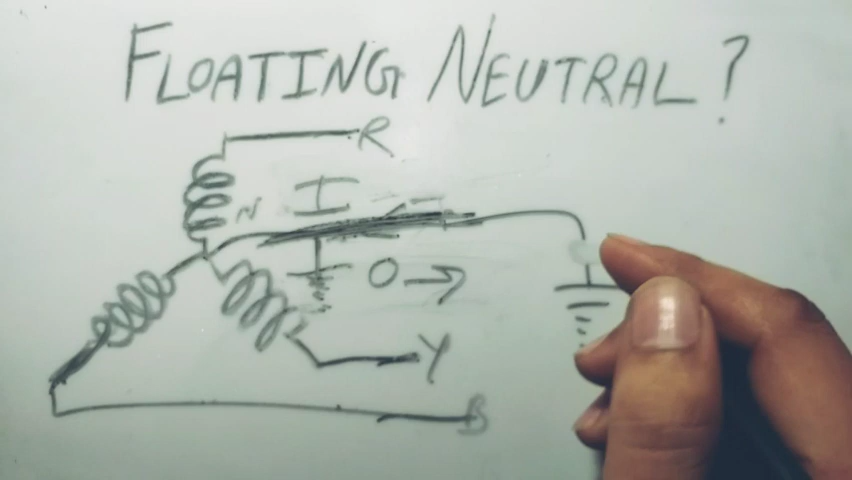 FLOATING NEUTRAL?
R
N I
O →
Y
B